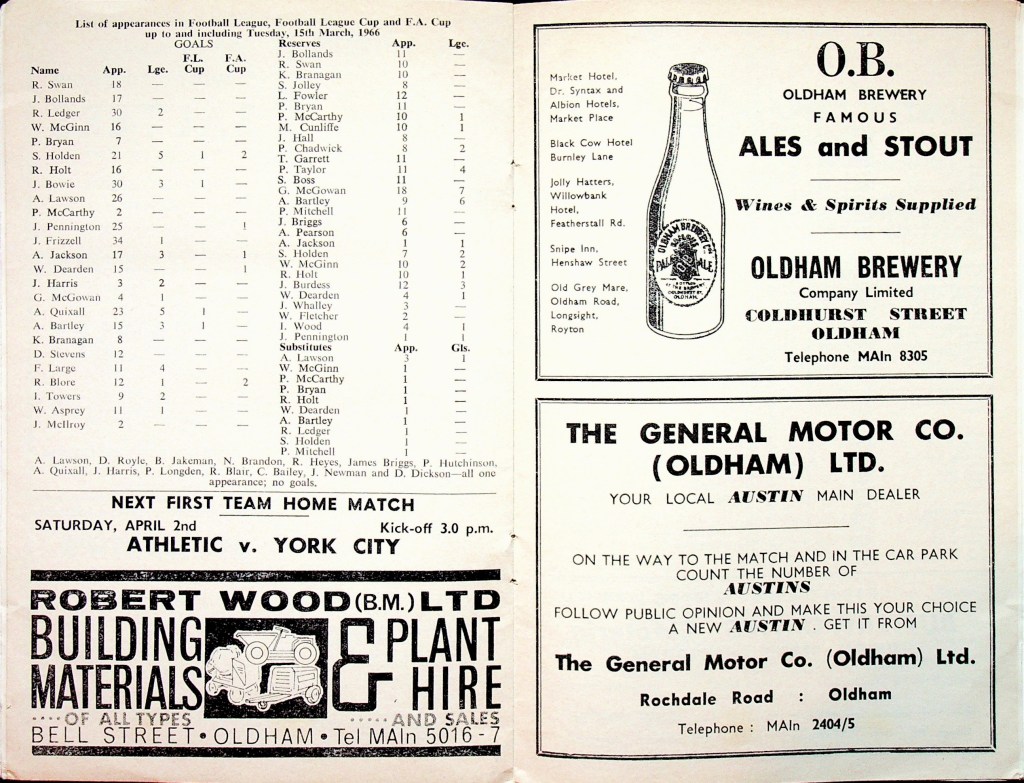 List of appearances in Football League, Football League Cup and F.A. Cup
up to and including Tuesday, 15th March, 1966
GOALS
F.L. F.A.
Name App. Lge. Cup Cup
R. Swan 18 — — —
J. Bollands 17 — — —
R. Ledger 30 2 — —
W. McGinn 16 — — —
P. Bryan 7 — — —
S. Holden 21 5 1 2
R. Holt 16 — — —
J. Bowie 30 3 1 —
A. Lawson 26 — — —
P. McCarthy 2 — — —
J. Pennington 25 — — 1
J. Frizzell 34 1 — —
A. Jackson 17 3 — 1
W. Dearden 15 — — 1
J. Harris 3 2 — —
G. McGowan 4 1 — —
A. Quixall 23 5 1 —
A. Bartley 15 3 1 —
K. Branagan 8 — — —
D. Stevens 12 — — —
F. Large 11 4 — —
R. Blore 12 1 — 2
I. Towers 9 2 — —
W. Asprey 11 1 — —
J. McIlroy 2 — — —
Reserves App. Lge.
J. Bollands 11 —
R. Swan 10 —
K. Branagan 10 —
S. Jolley 8 —
L. Fowler 12 —
P. Bryan 11 —
P. McCarthy 10 1
M. Cunliffe 10 1
J. Hall 8 —
P. Chadwick 8 2
T. Garrett 11 —
P. Taylor 11 4
S. Boss 11 —
G. McGowan 18 7
A. Bartley 9 6
P. Mitchell 11 —
J. Briggs 6 —
A. Pearson 6 —
A. Jackson 1 1
S. Holden 7 2
W. McGinn 10 2
R. Holt 10 1
J. Burdess 12 3
W. Dearden 4 1
J. Whalley 3 —
W. Fletcher 2 —
I. Wood 4 1
J. Pennington 1 1
Substitutes App. Gls.
A. Lawson 3 1
W. McGinn 1 —
P. McCarthy 1 —
P. Bryan 1 —
R. Holt 1 —
W. Dearden 1 —
A. Bartley 1 —
R. Ledger 1 —
S. Holden 1 —
P. Mitchell 1 —
A. Lawson, D. Royle, B. Jakeman, N. Brandon, R. Heyes, James Briggs, P. Hutchinson,
A. Quixall, J. Harris, P. Longden, R. Blair, C. Bailey, J. Newman and D. Dickson—all one
appearance; no goals.
NEXT FIRST TEAM HOME MATCH
SATURDAY, APRIL 2nd Kick-off 3.0 p.m.
ATHLETIC v. YORK CITY
ROBERT WOOD (B.M.) LTD
BUILDING & PLANT
MATERIALS HIRE
....OF ALL TYPES .....AND SALES
BELL STREET • OLDHAM • Tel MAIn 5016-7
Market Hotel,
Dr. Syntax and
Albion Hotels,
Market Place
Black Cow Hotel
Burnley Lane
Jolly Hatters,
Willowbank
Hotel,
Featherstall Rd.
Snipe Inn,
Henshaw Street
Old Grey Mare,
Oldham Road,
Longsight,
Royton
OLDHAM BREWERY Co
PALE ALE
OLDHAM
O.B.
OLDHAM BREWERY
FAMOUS
ALES and STOUT
Wines & Spirits Supplied
OLDHAM BREWERY
Company Limited
COLDHURST STREET
OLDHAM
Telephone MAIn 8305
THE GENERAL MOTOR CO.
(OLDHAM) LTD.
YOUR LOCAL AUSTIN MAIN DEALER
ON THE WAY TO THE MATCH AND IN THE CAR PARK
COUNT THE NUMBER OF
AUSTINS
FOLLOW PUBLIC OPINION AND MAKE THIS YOUR CHOICE
A NEW AUSTIN . GET IT FROM
The General Motor Co. (Oldham) Ltd.
Rochdale Road : Oldham
Telephone : MAIn 2404/5